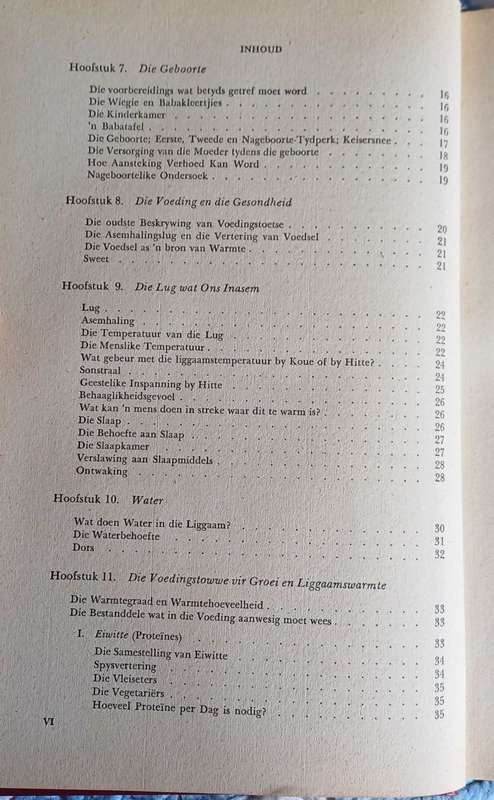 INHOUD
Hoofstuk 7. Die Geboorte
Die voorbereidings wat betyds getref moet word . . . . . . . . . 16
Die Wiegie en Babakleertjies . . . . . . . . . 16
Die Kinderkamer . . . . . . . . . 16
'n Babatafel . . . . . . . . . 16
Die Geboorte; Eerste, Tweede en Nageboorte-Tydperk; Keisersnee . . . 17
Die Versorging van die Moeder tydens die geboorte . . . . . . . . . 18
Hoe Aansteking Verhoed Kan Word . . . . . . . . . 19
Nageboortelike Ondersoek . . . . . . . . . 19
Hoofstuk 8. Die Voeding en die Gesondheid
Die oudste Beskrywing van Voedingstoetse . . . . . . . . . 20
Die Asemhalingslug en die Vertering van Voedsel . . . . . . . . . 21
Die Voedsel as 'n bron van Warmte . . . . . . . . . 21
Sweet . . . . . . . . . 21
Hoofstuk 9. Die Lug wat Ons Inasem
Lug . . . . . . . . . 22
Asemhaling . . . . . . . . . 22
Die Temperatuur van die Lug . . . . . . . . . 22
Die Menslike Temperatuur . . . . . . . . . 22
Wat gebeur met die liggaamstemperatuur by Koue of by Hitte? . . . . 24
Sonstraal . . . . . . . . . 24
Geestelike Inspanning by Hitte . . . . . . . . . 25
Behaaglikheidsgevoel . . . . . . . . . 26
Wat kan 'n mens doen in streke waar dit te warm is? . . . . . . . . . 26
Die Slaap . . . . . . . . . 26
Die Behoefte aan Slaap . . . . . . . . . 27
Die Slaapkamer . . . . . . . . . 27
Verslawing aan Slaapmiddels . . . . . . . . . 28
Ontwaking . . . . . . . . . 28
Hoofstuk 10. Water
Wat doen Water in die Liggaam? . . . . . . . . . 30
Die Waterbehoefte . . . . . . . . . 31
Dors . . . . . . . . . 32
Hoofstuk 11. Die Voedingstowwe vir Groei en Liggaamswarmte
Die Warmtegraad en Warmtehoeveelheid . . . . . . . . . 33
Die Bestanddele wat in die Voeding aanwesig moet wees . . . . . . . . . 33
I. Eiwitte (Proteïnes) . . . . . . . . . 33
Die Samestelling van Eiwitte . . . . . . . . . 34
Spysvertering . . . . . . . . . 34
Die Vleiseters . . . . . . . . . 35
Die Vegetariërs . . . . . . . . . 35
Hoeveel Proteïne per Dag is nodig? . . . . . . . . . 35
VI